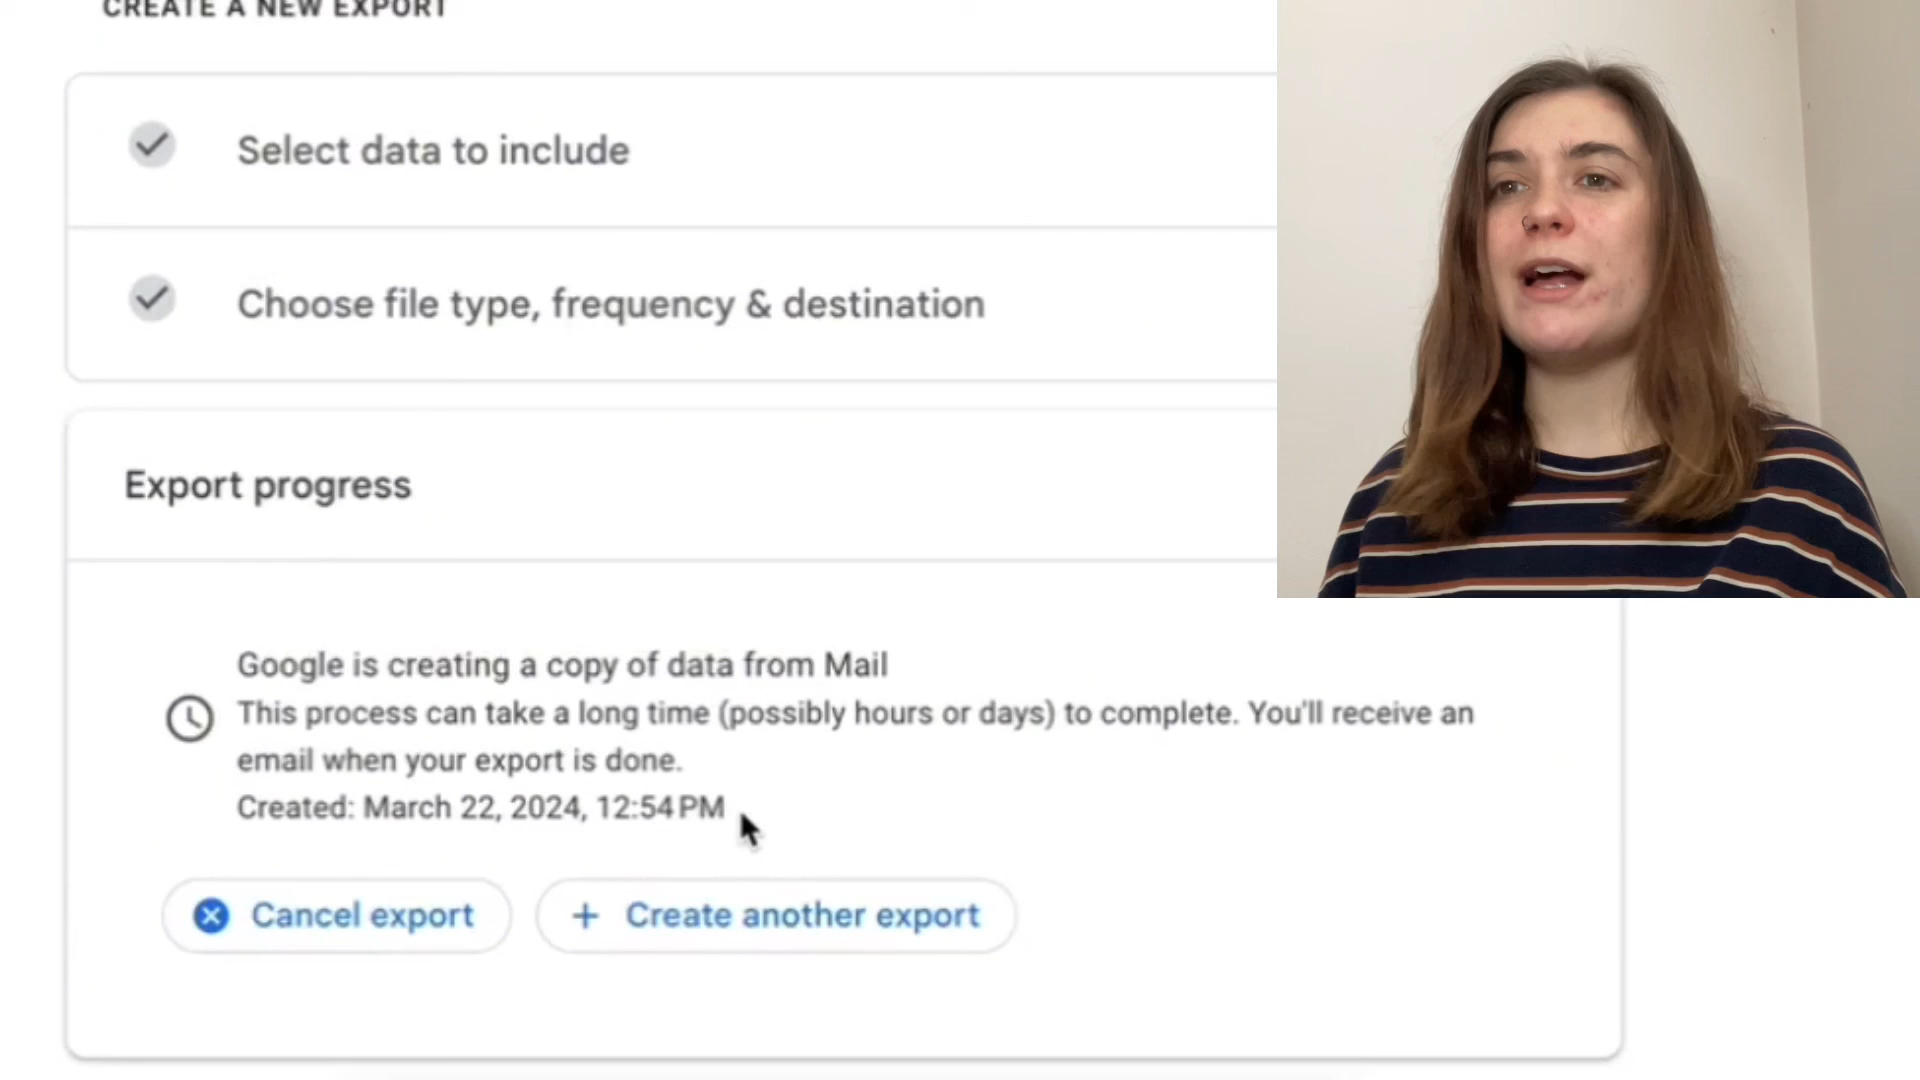 CREATE A NEW EXPORT
Select data to include
Choose file type, frequency & destination
Export progress
Google is creating a copy of data from Mail
This process can take a long time (possibly hours or days) to complete. You'll receive an
email when your export is done.
Created: March 22, 2024, 12:54 PM
Cancel export
Create another export